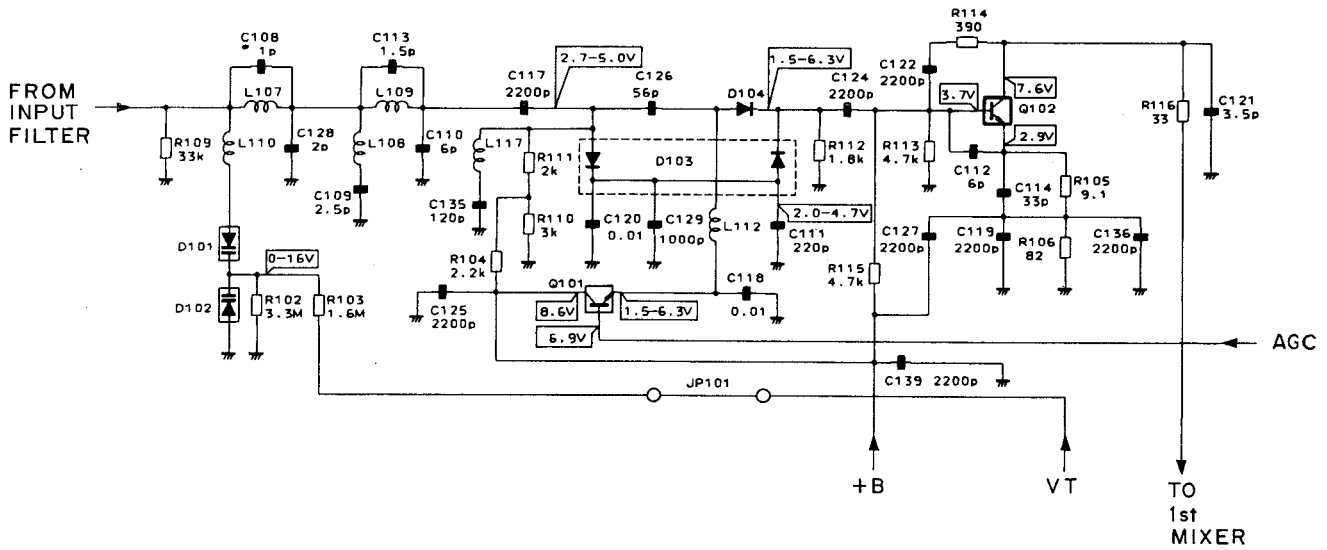 FROM
INPUT
FILTER
C108
1p
L107
C113
1.5p
L109
C117
2200p
2.7-5.0V
C126
56p
D104
1.5-6.3V
C124
2200p
C122
2200p
R114
390
3.7V
7.6V
Q102
2.9V
R116
33
C121
3.5p
R109
33k
L110
C128
2p
L108
C109
2.5p
C110
6p
L117
C135
120p
R111
2k
R110
3k
D103
C120
0.01
C129
1000p
L112
2.0-4.7V
C111
220p
R112
1.8k
R113
4.7k
C112
6p
C114
33p
R105
9.1
C127
2200p
C119
2200p
R106
82
C136
2200p
R115
4.7k
D101
D102
0-16V
R102
3.3M
R103
1.6M
R104
2.2k
C125
2200p
Q101
8.6V
1.5-6.3V
6.9V
C118
0.01
AGC
C139 2200p
JP101
+B
VT
TO
1st
MIXER